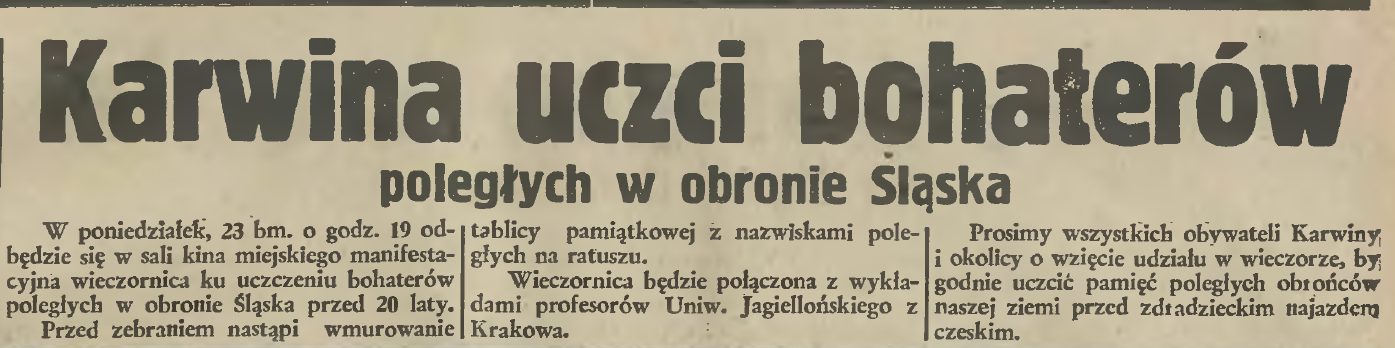 Karwina uczci bohaterów
poległych w obronie Śląska
W poniedziałek, 23 bm. o godz. 19 od-
będzie się w sali kina miejskiego manifesta-
cyjna wieczornica ku uczczeniu bohaterów
poległych w obronie Śląska przed 20 laty.
Przed zebraniem nastąpi wmurowanie
tablicy pamiątkowej z nazwiskami pole-
głych na ratuszu.
Wieczornica będzie połączona z wykła-
dami profesorów Uniw. Jagiellońskiego z
Krakowa.
Prosimy wszystkich obywateli Karwiny
i okolicy o wzięcie udziału w wieczorze, by
godnie uczcić pamięć poległych obrońców
naszej ziemi przed zdradzieckim najazdem
czeskim.